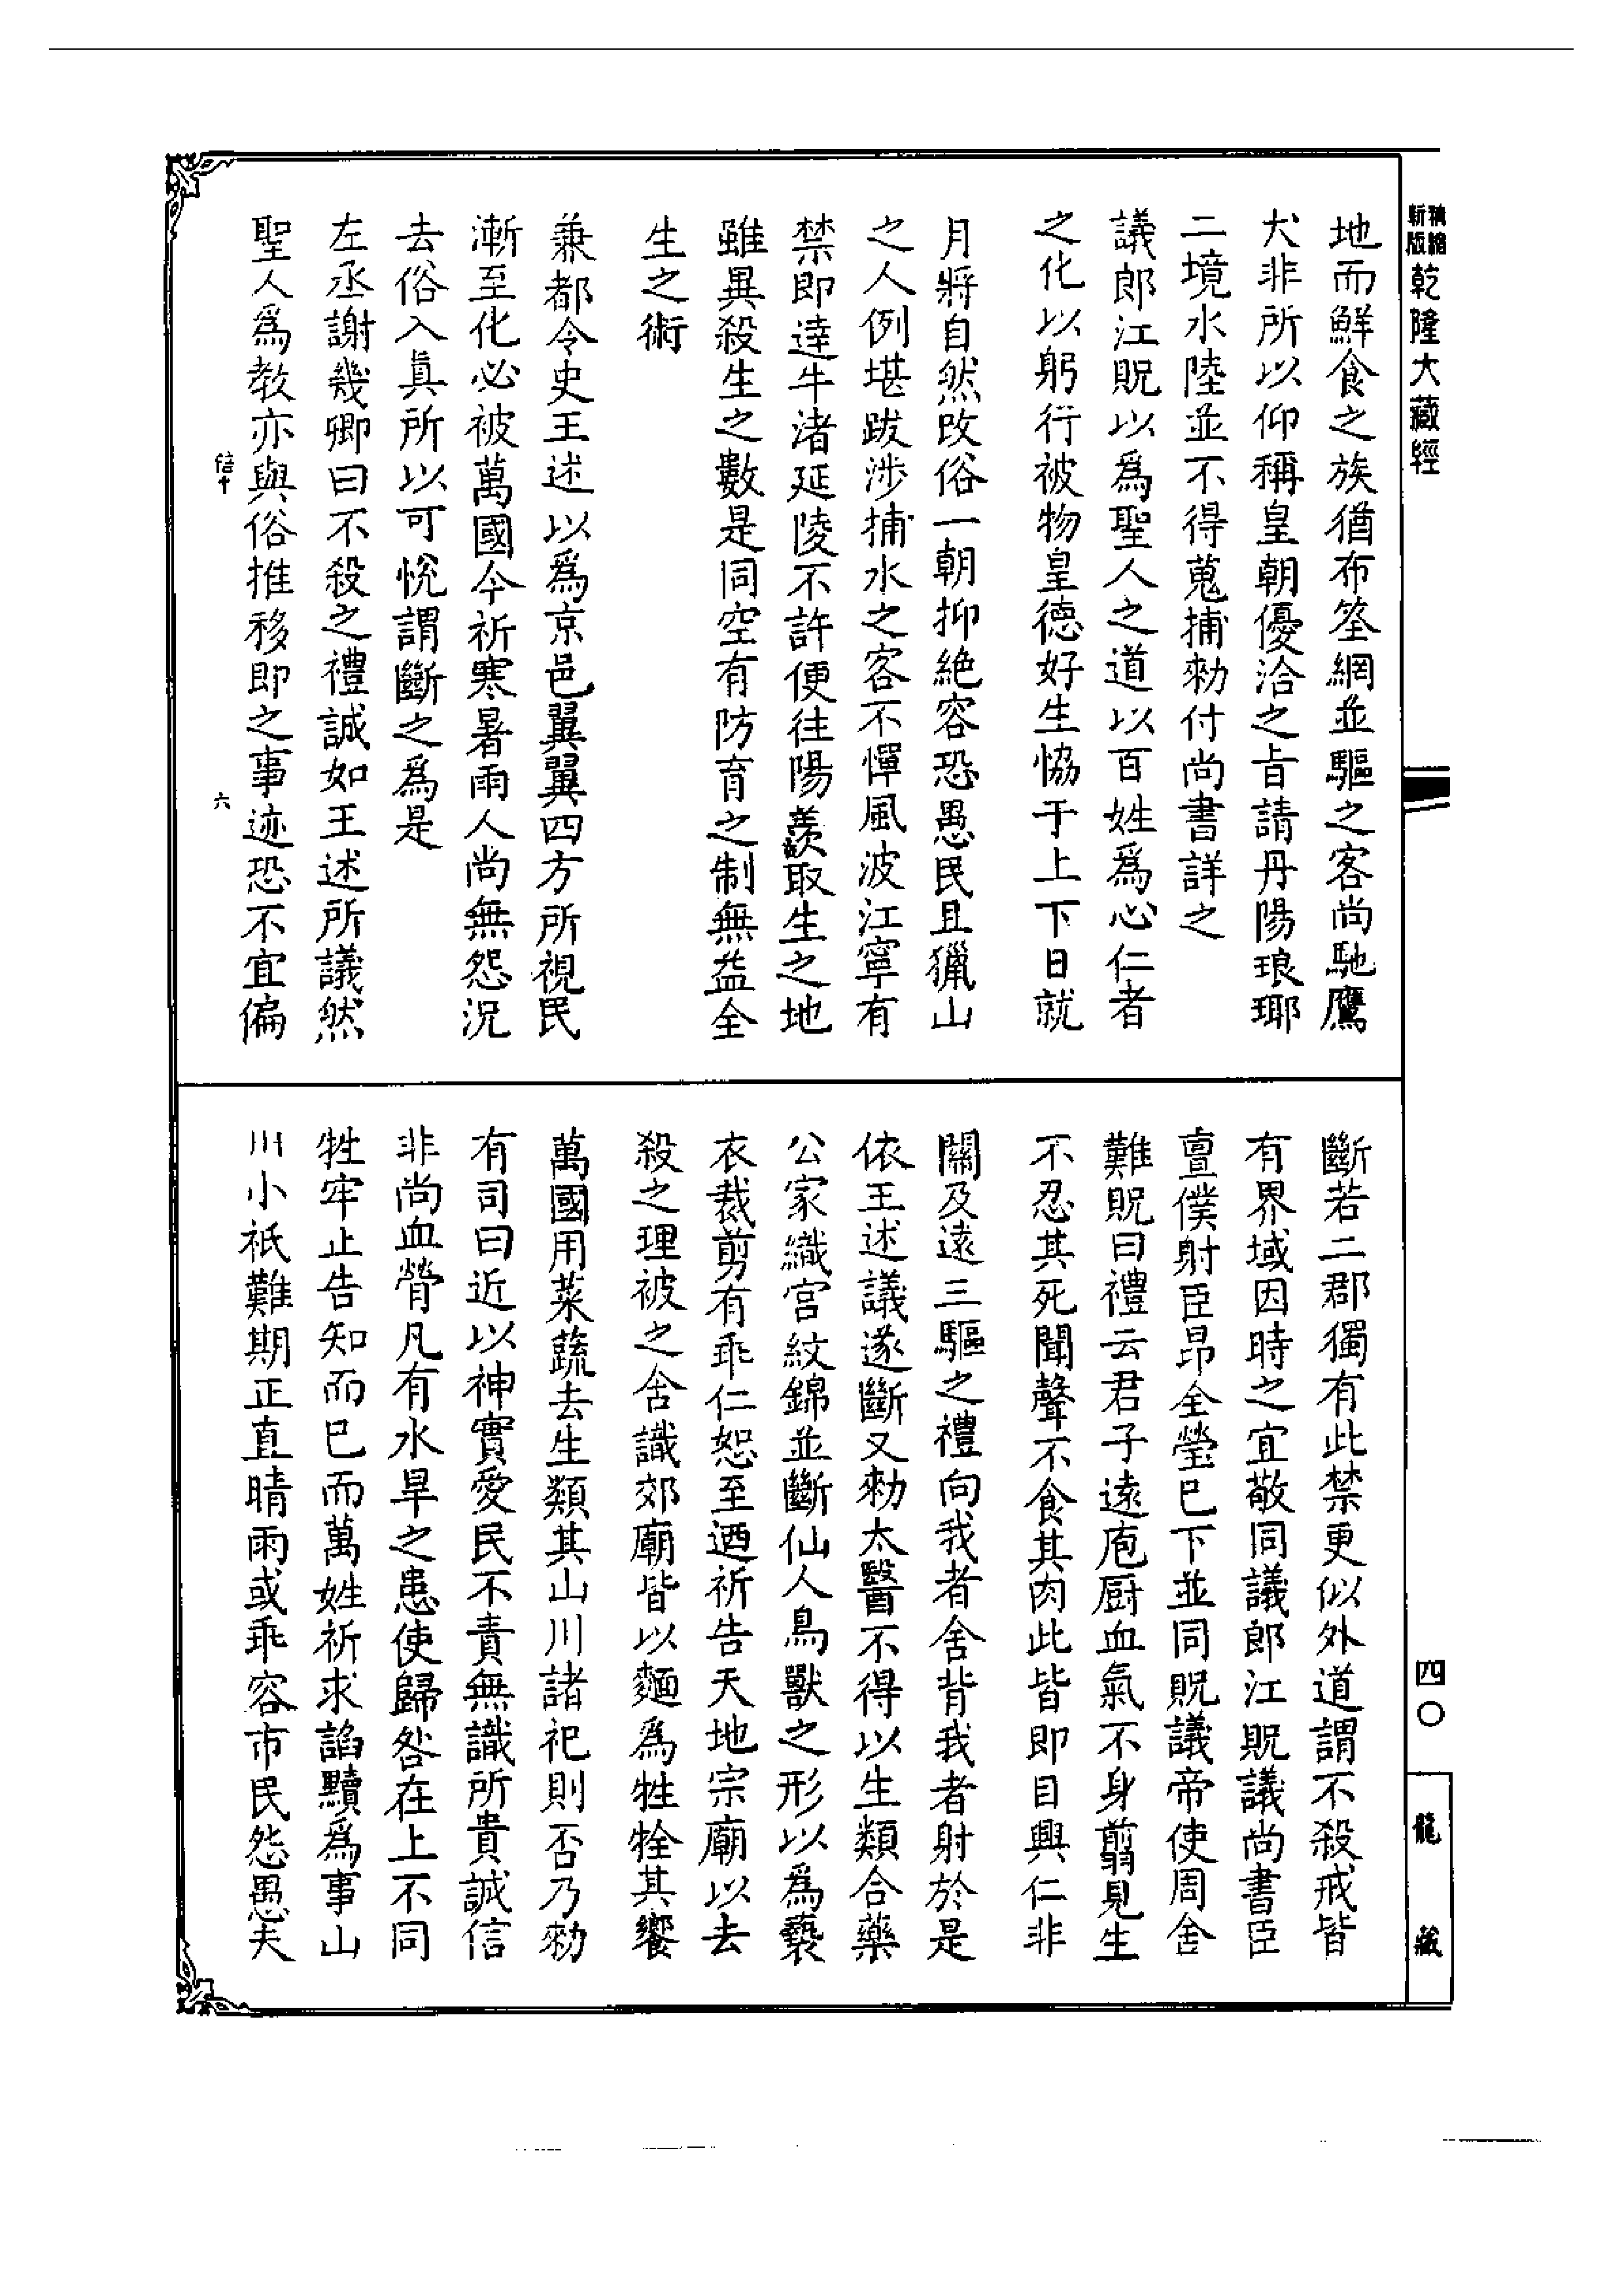 新版精縮乾隆大藏經
地而鮮食之族猶布筌網並驅之客尚馳鷹
犬非所以仰稱皇朝優洽之旨請丹陽琅琊
二境水陸並不得蒐捕勑付尚書詳之
議郎江貺以為聖人之道以百姓為心仁者
之化以躬行被物皇德好生恊于上下日就
月將自然改俗一朝抑絶容恐愚民且獵山
之人例堪跋涉捕水之客不憚風波江寧有
禁即達牛渚延陵不許便往陽羨取生之地
雖異殺生之數是同空有防育之制無益全
生之術
兼都令史王述以為京邑翼翼四方所視民
漸至化必被萬國今祈寒暑雨人尚無怨況
去俗入真所以可悅謂斷之為是
左丞謝幾卿曰不殺之禮誠如王述所議然
聖人為教亦與俗推移即之事迹恐不宜偏
斷若二郡獨有此禁更似外道謂不殺戒皆
有界域因時之宜敬同議郎江貺議尚書臣
亶僕射臣昂全瑩已下並同貺議帝使周舍
難貺曰禮云君子遠庖厨血氣不身翦見生
不忍其死聞聲不食其肉此皆即目興仁非
關及遠三驅之禮向我者舍背我者射於是
依王述議遂斷又勑太醫不得以生類合藥
公家織官紋錦並斷仙人鳥獸之形以為褻
衣裁剪有乖仁恕至迺祈告天地宗廟以去
殺之理被之含識郊廟皆以麵為牲牷其饗
萬國用菜蔬去生類其山川諸祀則否乃勑
有司曰近以神實愛民不責無識所貴誠信
非尚血膋凡有水旱之患使歸咎在上不同
牲牢止告知而已而萬姓祈求諂黷為事山
川小祇難期正直晴雨或乖容市民怨愚夫
信十
六
四〇
龍藏